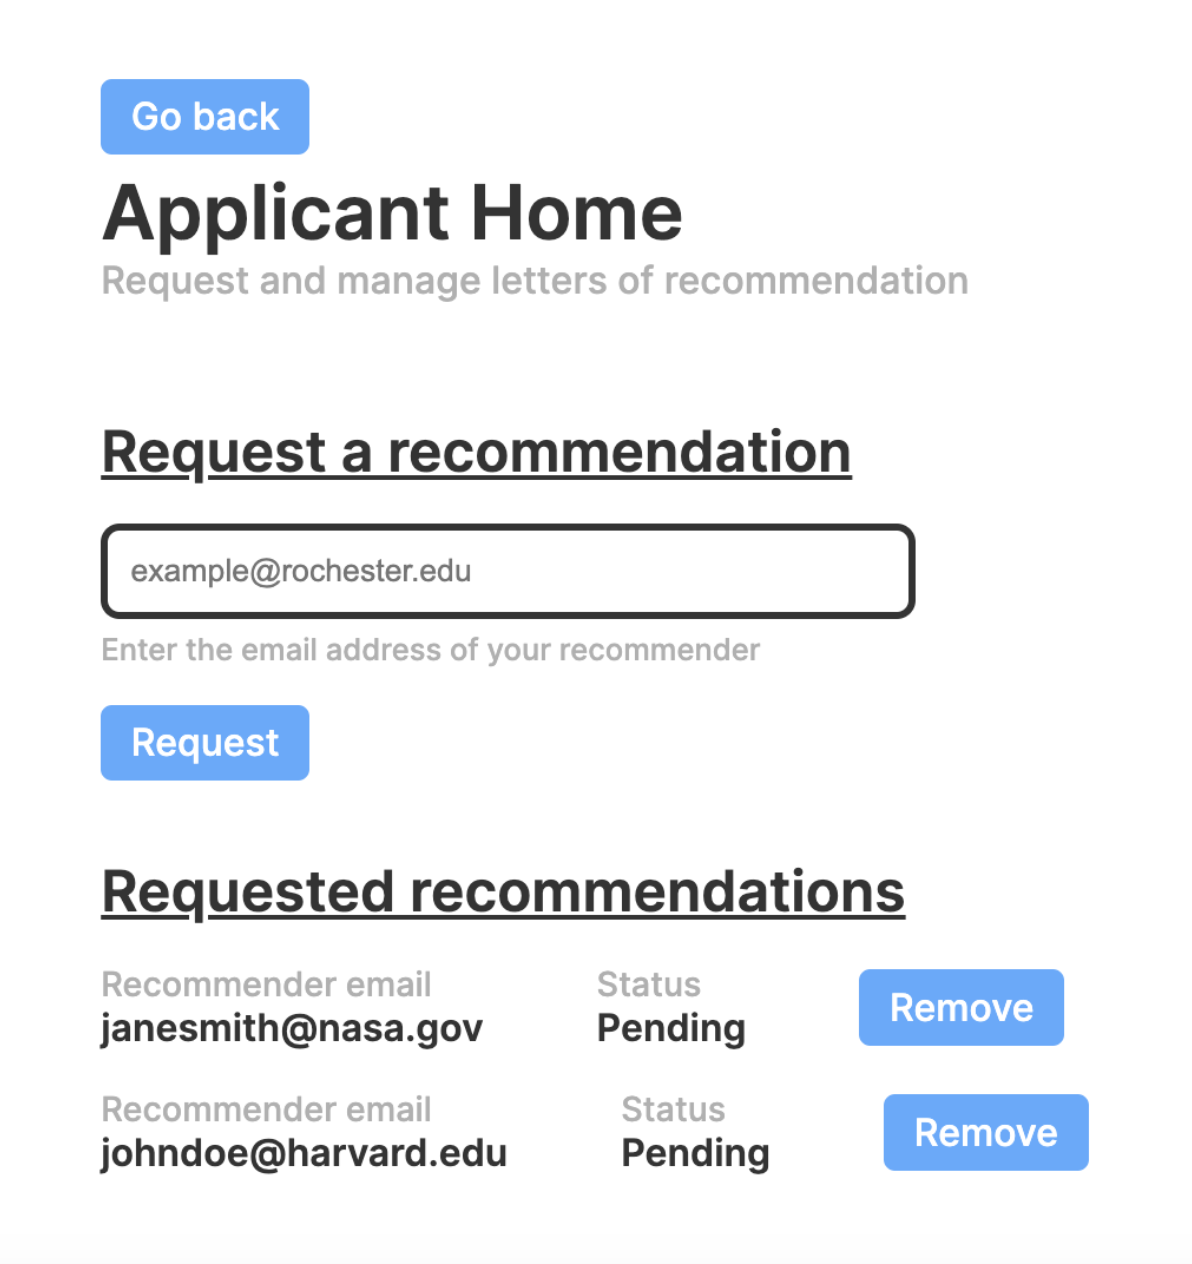 Go back
Applicant Home
Request and manage letters of recommendation
Request a recommendation
example@rochester.edu
Enter the email address of your recommender
Request
Requested recommendations
Recommender email Status
janesmith@nasa.gov Pending Remove
Recommender email Status
johndoe@harvard.edu Pending Remove